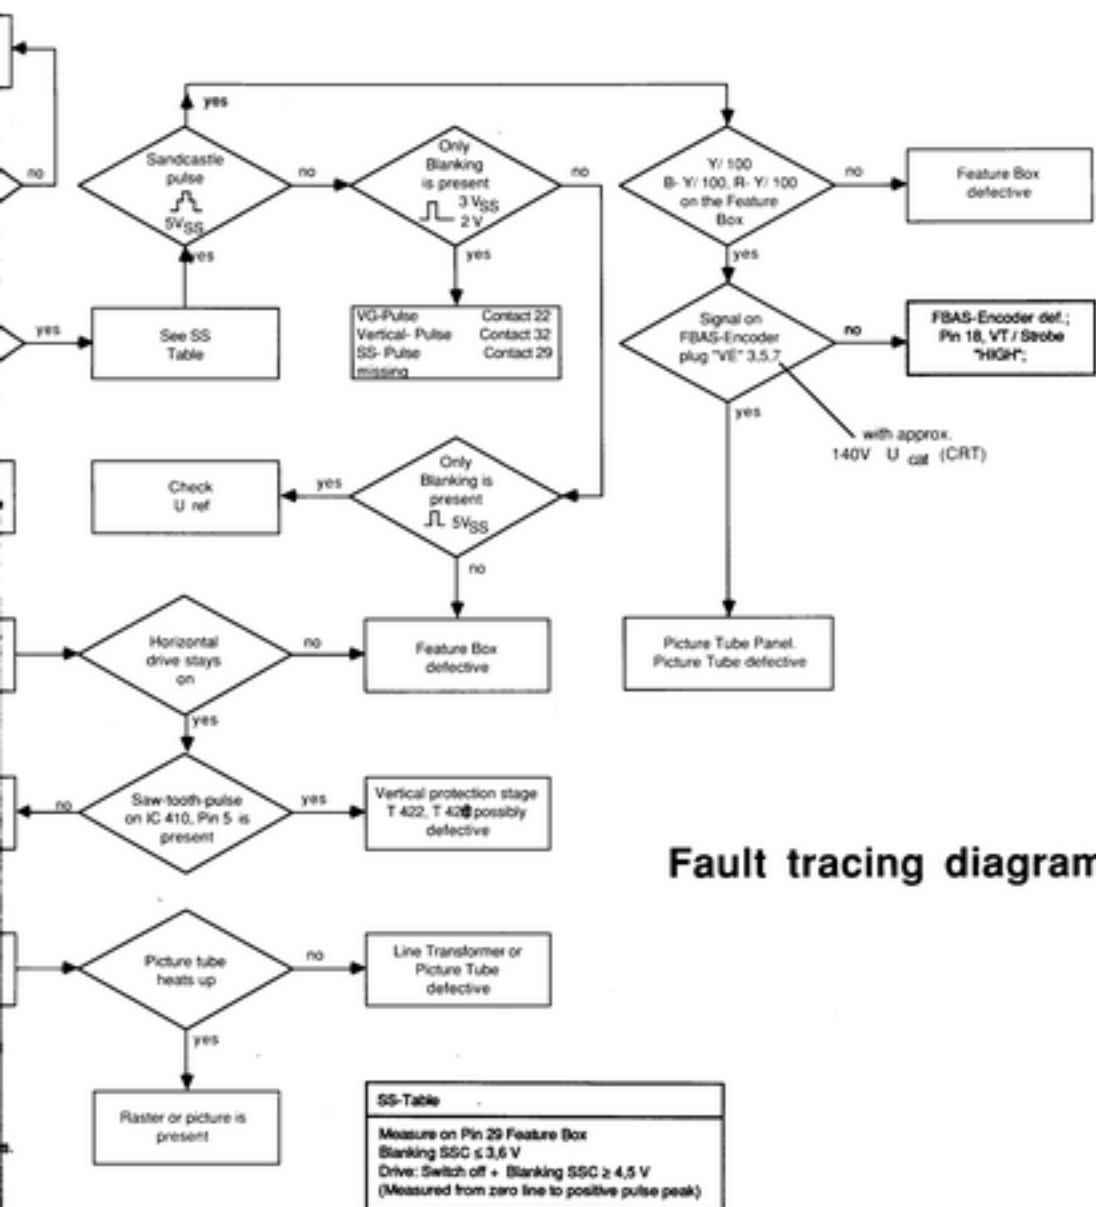 yes
no
Sandcastle
pulse
5VSS
no
Only
Blanking
is present
3 VSS
2 V
no
Y/ 100
B- Y/ 100, R- Y/ 100
on the Feature
Box
no
Feature Box
defective
yes
yes
yes
yes
See SS
Table
VG-Pulse Contact 22
Vertical- Pulse Contact 32
SS- Pulse Contact 29
missing
Signal on
FBAS-Encoder
plug "VE" 3,5,7
no
FBAS-Encoder def.;
Pin 18, VT / Strobe
"HIGH";
yes
with approx.
140V U cat (CRT)
Check
U ref
yes
Only
Blanking is
present
5VSS
no
Horizontal
drive stays
on
no
Feature Box
defective
Picture Tube Panel.
Picture Tube defective
yes
no
Saw-tooth-pulse
on IC 410, Pin 5 is
present
yes
Vertical protection stage
T 422, T possibly
defective
Fault tracing diagram
Picture tube
heats up
no
Line Transformer or
Picture Tube
defective
yes
Raster or picture is
present
SS-Table
Measure on Pin 29 Feature Box
Blanking SSC ≤ 3,6 V
Drive: Switch off + Blanking SSC ≥ 4,5 V
(Measured from zero line to positive pulse peak)